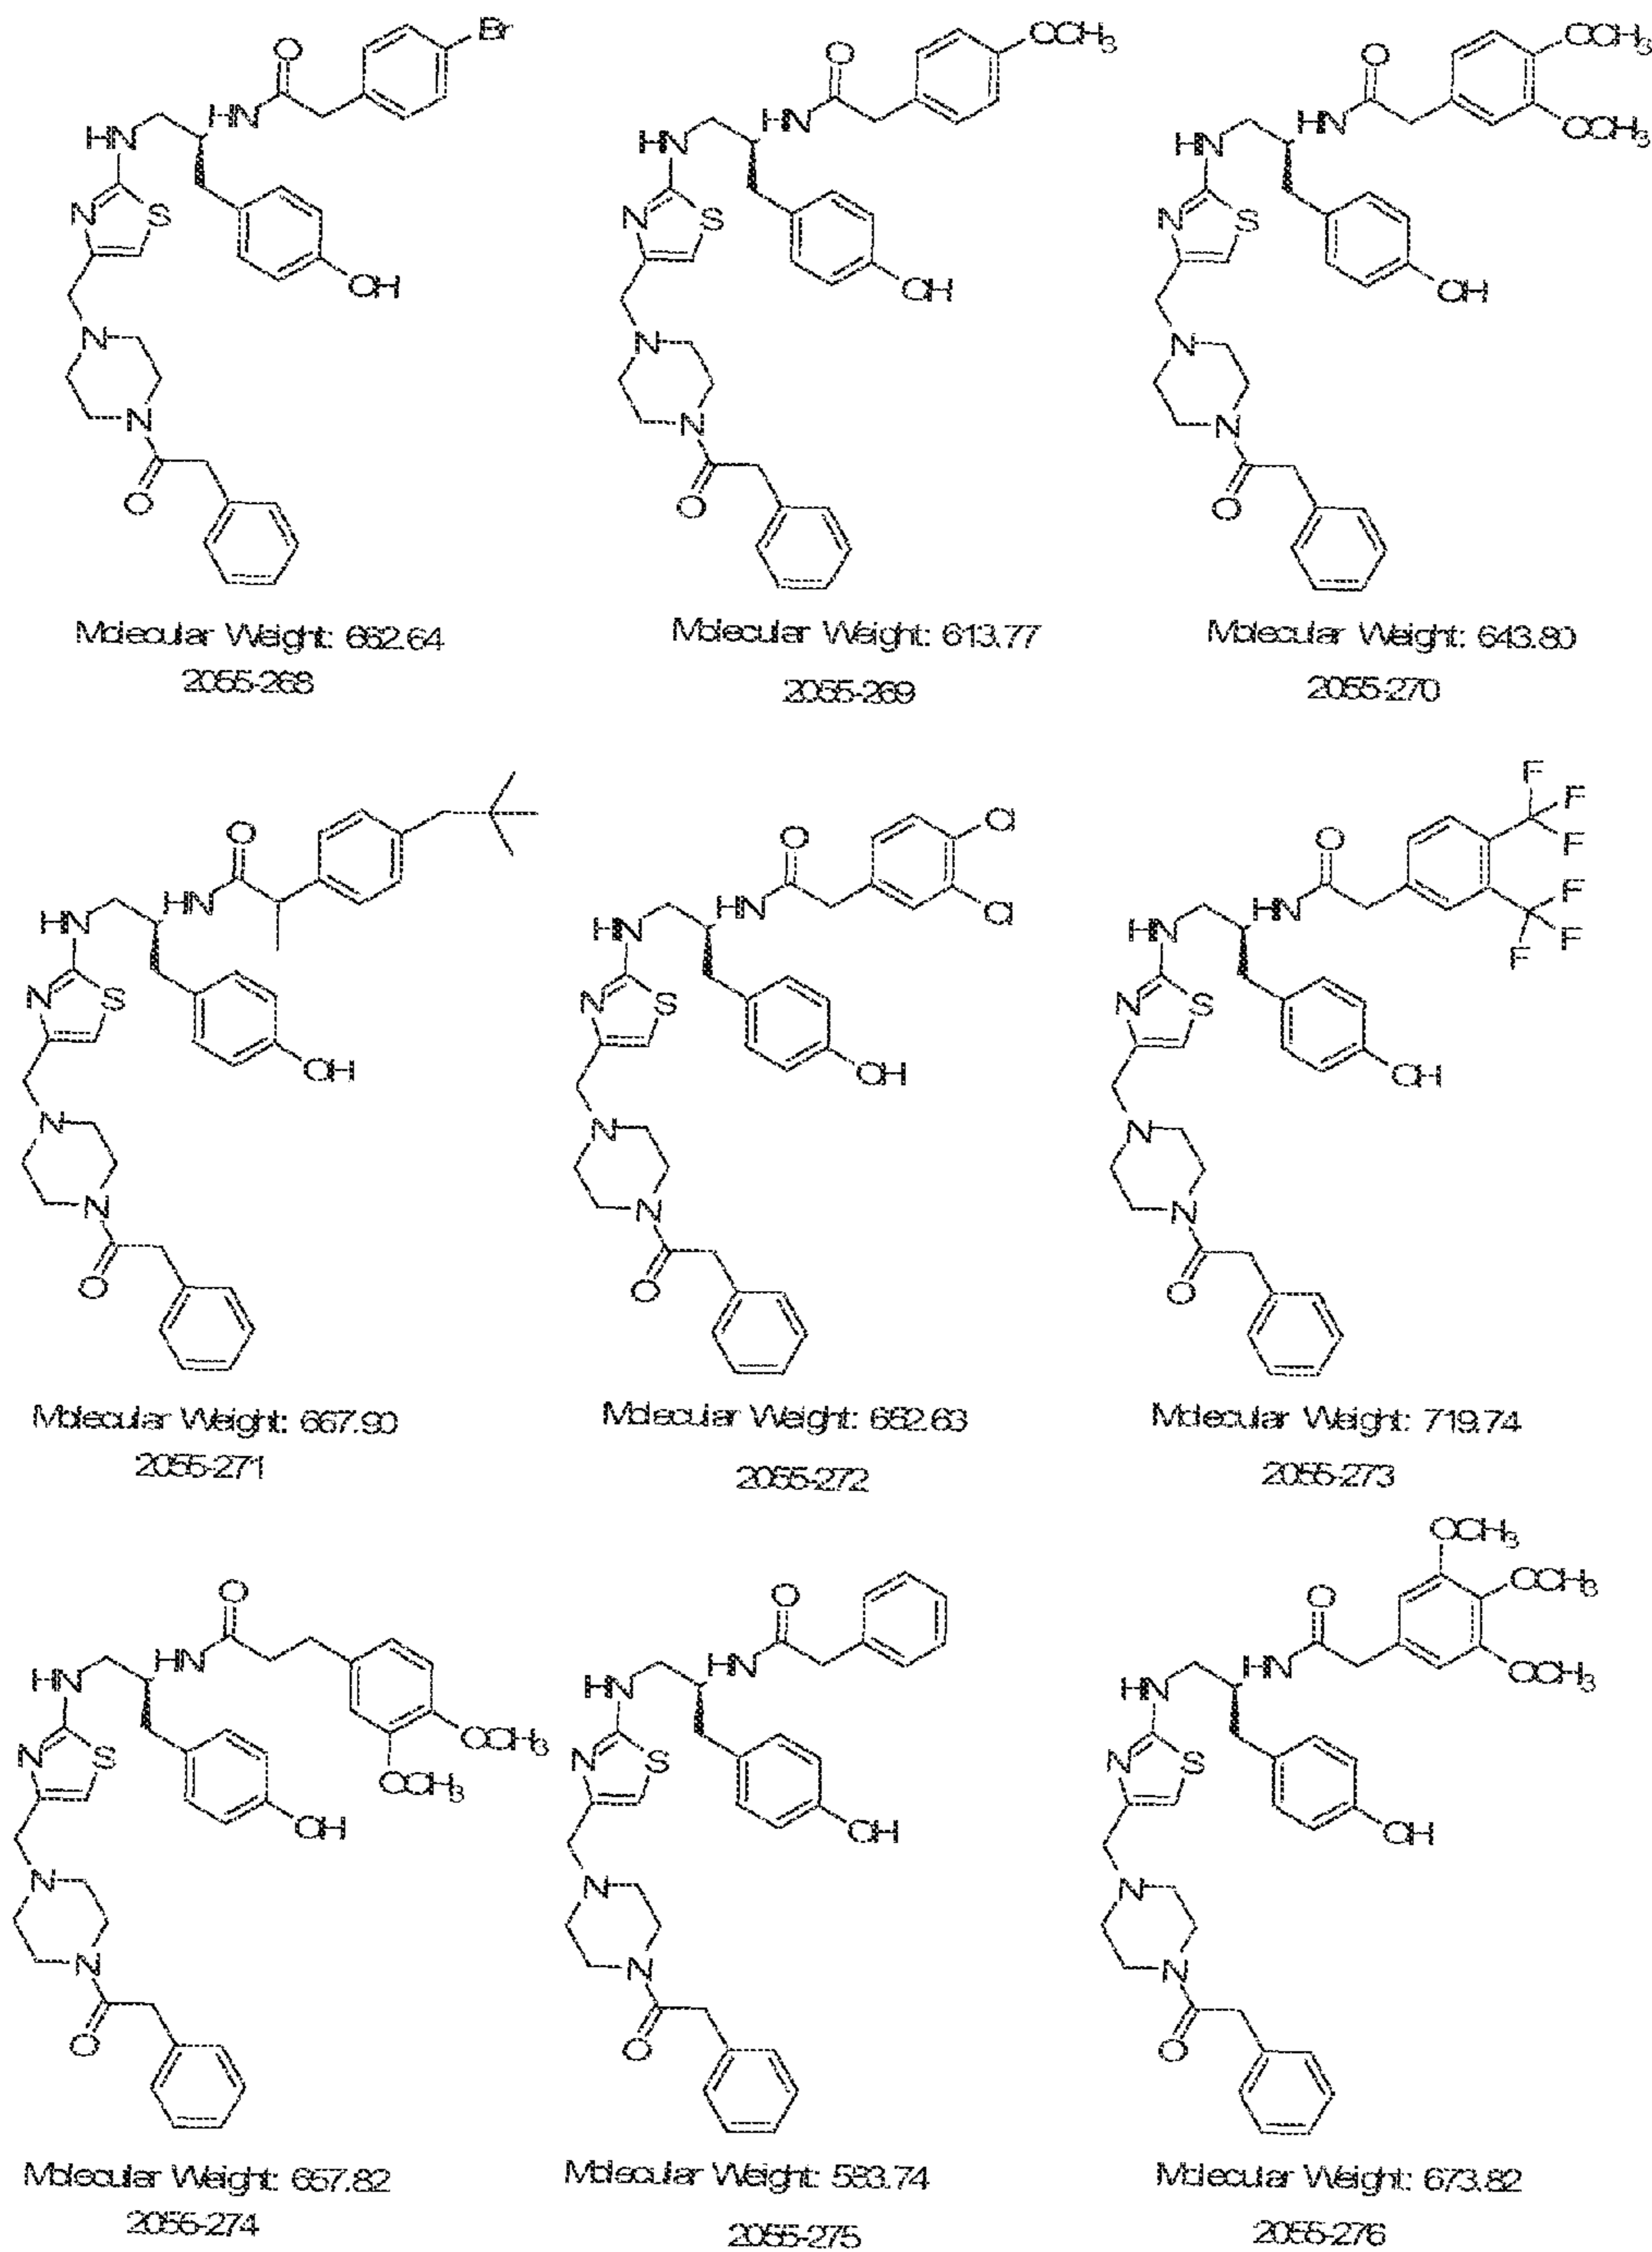 O
Br
HN
HN
N
S
OH
N
N
O
Molecular Weight: 662.64
2055-268
O
OCH3
HN
HN
N
S
OH
N
N
O
Molecular Weight: 613.77
2055-269
O
OCH3
OCH3
HN
HN
N
S
OH
N
N
O
Molecular Weight: 643.80
2055-270
O
HN
HN
N
S
OH
N
N
O
Molecular Weight: 667.90
2055-271
O
Cl
Cl
HN
HN
N
S
OH
N
N
O
Molecular Weight: 652.63
2055-272
F
F
F
O
F
F
F
HN
HN
N
S
OH
N
N
O
Molecular Weight: 719.74
2055-273
O
HN
HN
OCH3
OCH3
N
S
OH
N
N
O
Molecular Weight: 657.82
2055-274
O
HN
HN
N
S
OH
N
N
O
Molecular Weight: 583.74
2055-275
OCH3
OCH3
OCH3
O
HN
HN
N
S
OH
N
N
O
Molecular Weight: 673.82
2055-276